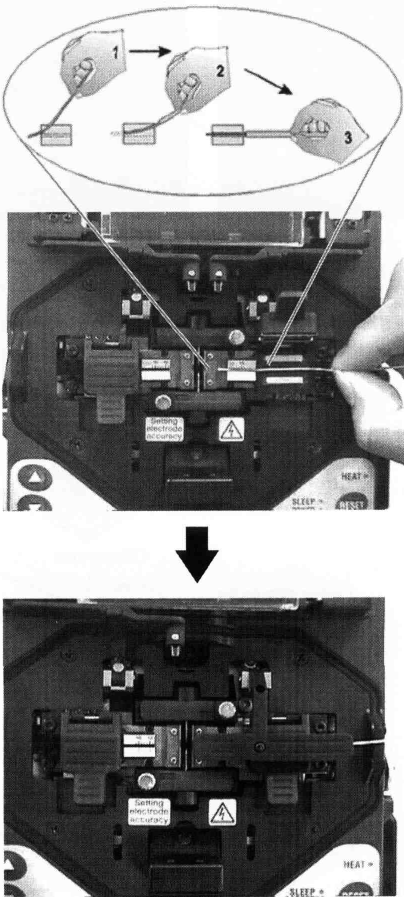 1
2
3
Setting
electrode
accuracy
HEAT
SLEEP
RESET
Setting
electrode
accuracy
HEAT
SLEEP